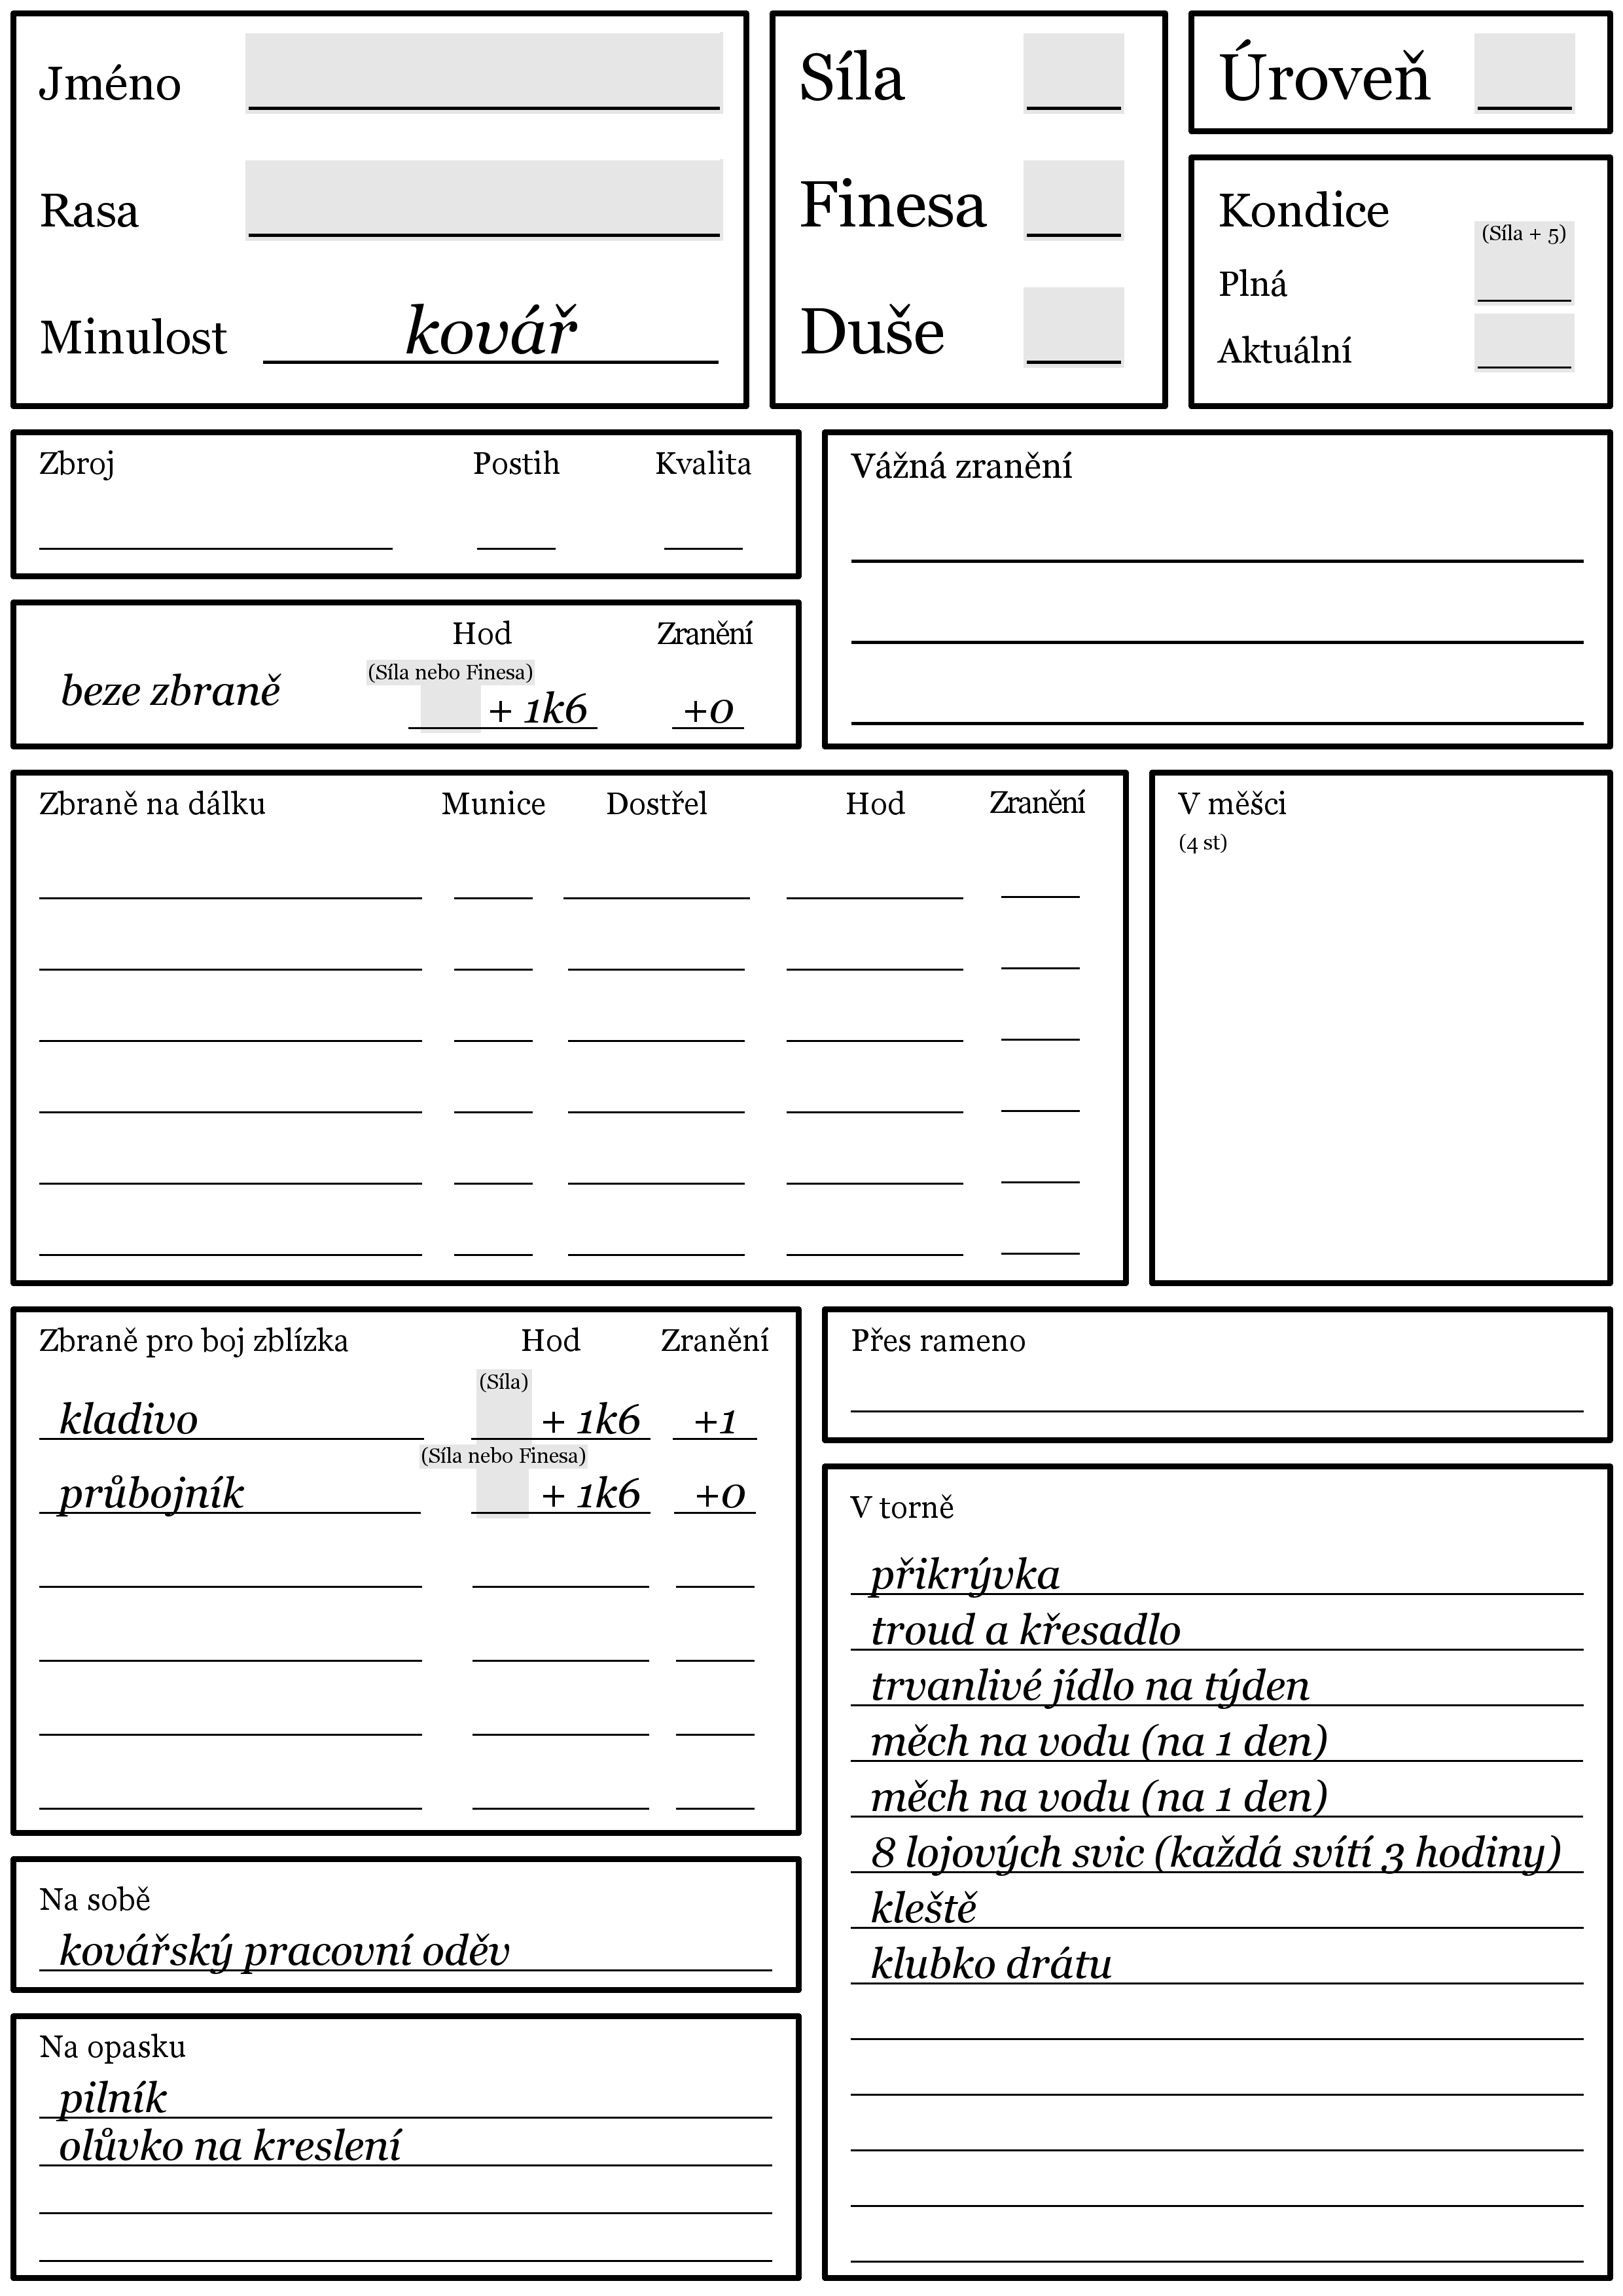 Jméno
Rasa
Minulost kovář
Síla
Finesa
Duše
Úroveň
Kondice
(Síla + 5)
Plná
Aktuální
Zbroj Postih Kvalita
Vážná zranění
Hod Zranění
(Síla nebo Finesa)
beze zbraně + 1k6 +0
Zbraně na dálku Munice Dostřel Hod Zranění
V měšci
(4 st)
Zbraně pro boj zblízka Hod Zranění
(Síla)
kladivo + 1k6 +1
(Síla nebo Finesa)
průbojník + 1k6 +0
Přes rameno
V torně
přikrývka
troud a křesadlo
trvanlivé jídlo na týden
měch na vodu (na 1 den)
měch na vodu (na 1 den)
8 lojových svic (každá svítí 3 hodiny)
kleště
klubko drátu
Na sobě
kovářský pracovní oděv
Na opasku
pilník
olůvko na kreslení